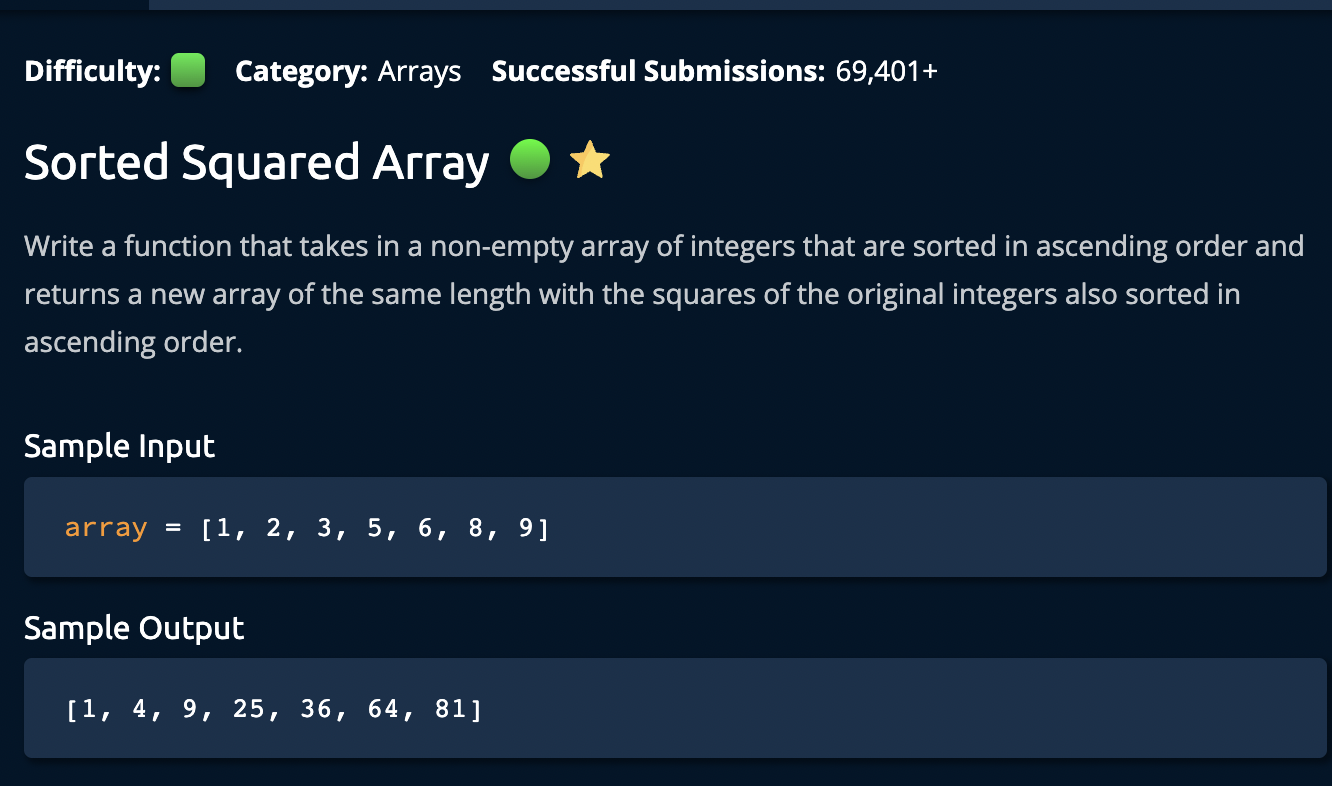 Difficulty: Category: Arrays Successful Submissions: 69,401+
Sorted Squared Array
Write a function that takes in a non-empty array of integers that are sorted in ascending order and
returns a new array of the same length with the squares of the original integers also sorted in
ascending order.
Sample Input
array = [1, 2, 3, 5, 6, 8, 9]
Sample Output
[1, 4, 9, 25, 36, 64, 81]